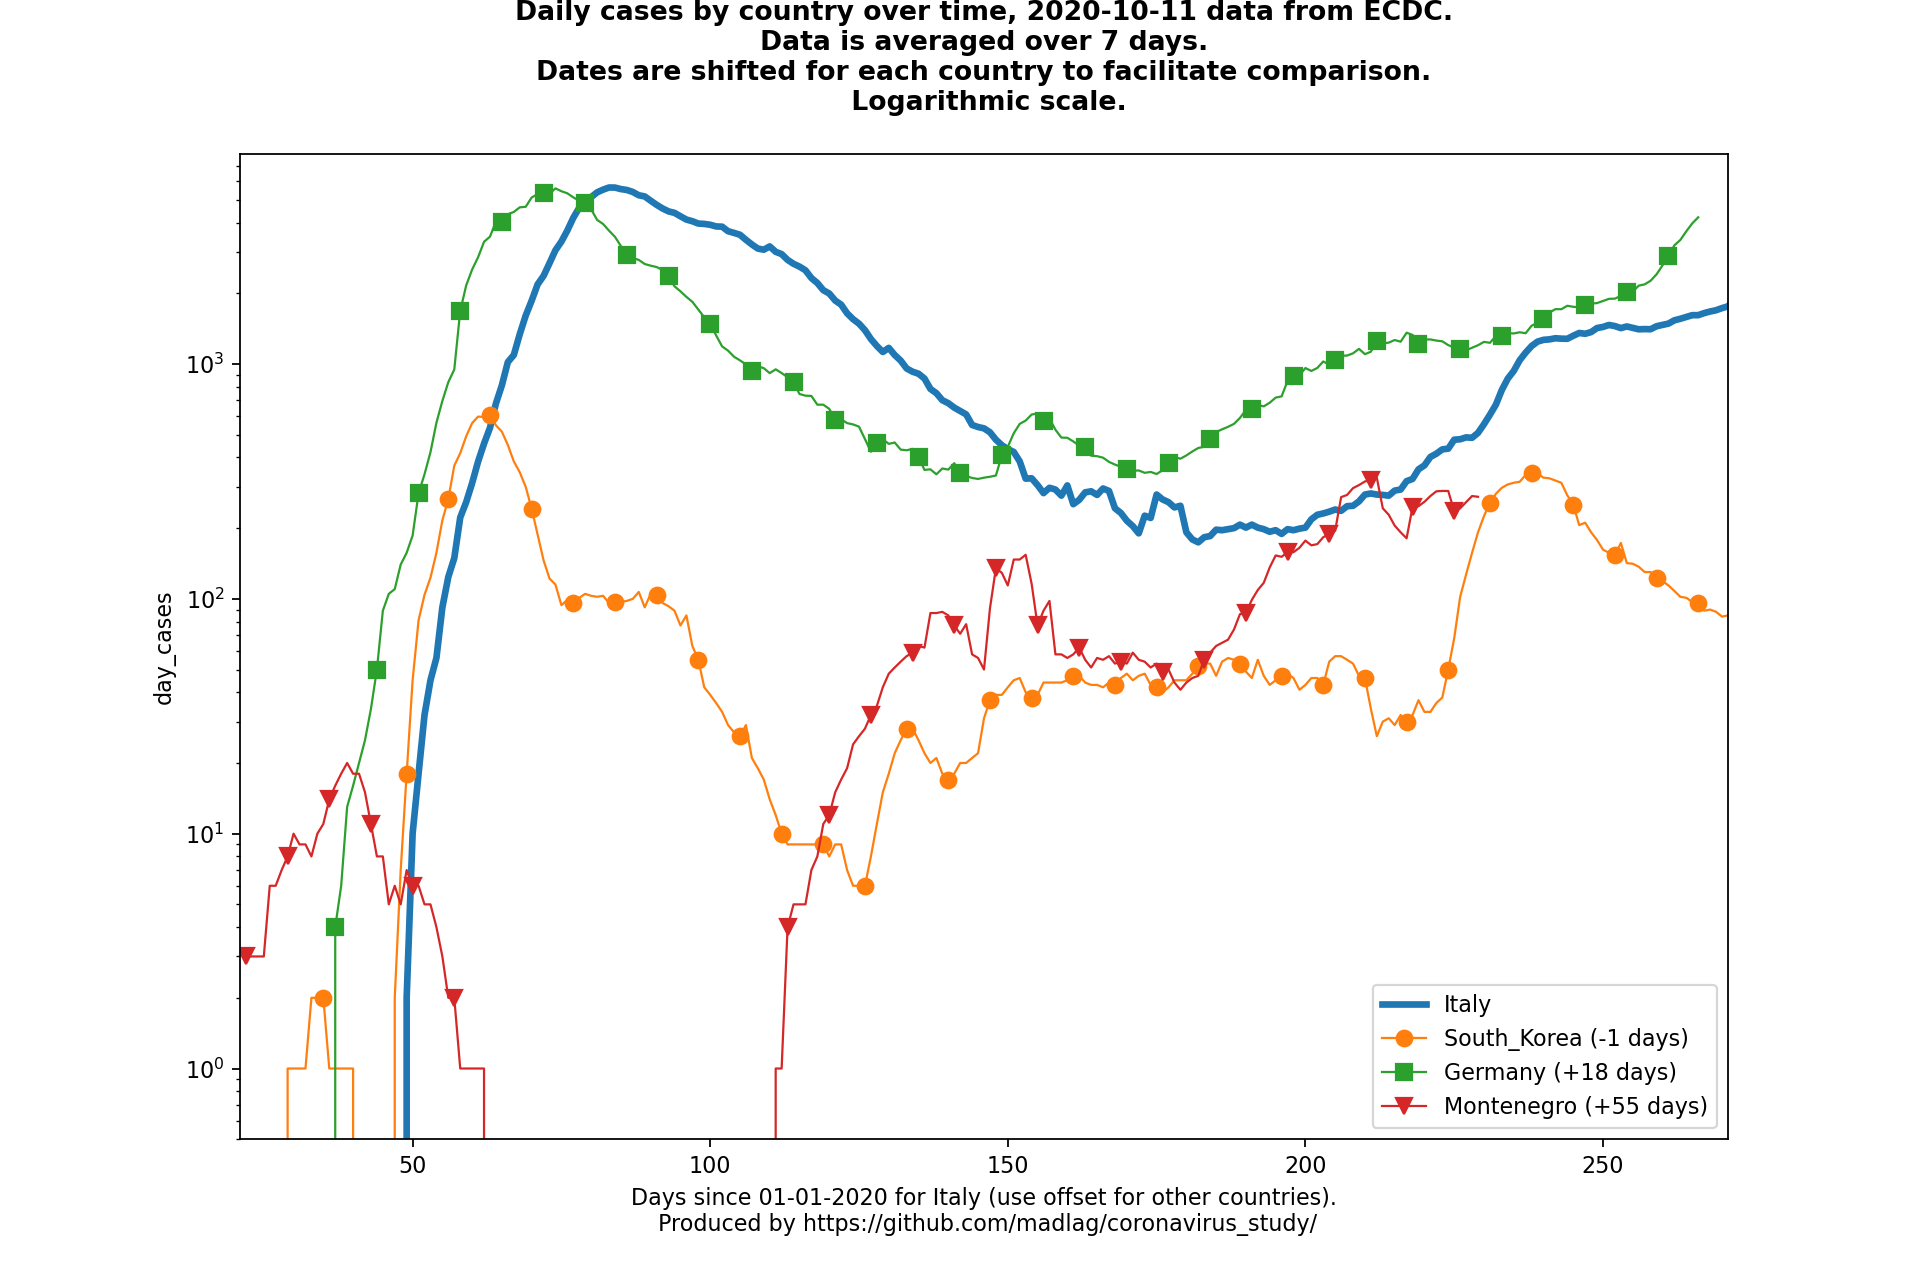 Daily cases by country over time, 2020-10-11 data from ECDC.
Data is averaged over 7 days.
Dates are shifted for each country to facilitate comparison.
Logarithmic scale.
day_cases
10³
10²
10¹
10⁰
50
100
150
200
250
Italy
South_Korea (-1 days)
Germany (+18 days)
Montenegro (+55 days)
Days since 01-01-2020 for Italy (use offset for other countries).
Produced by https://github.com/madlag/coronavirus_study/